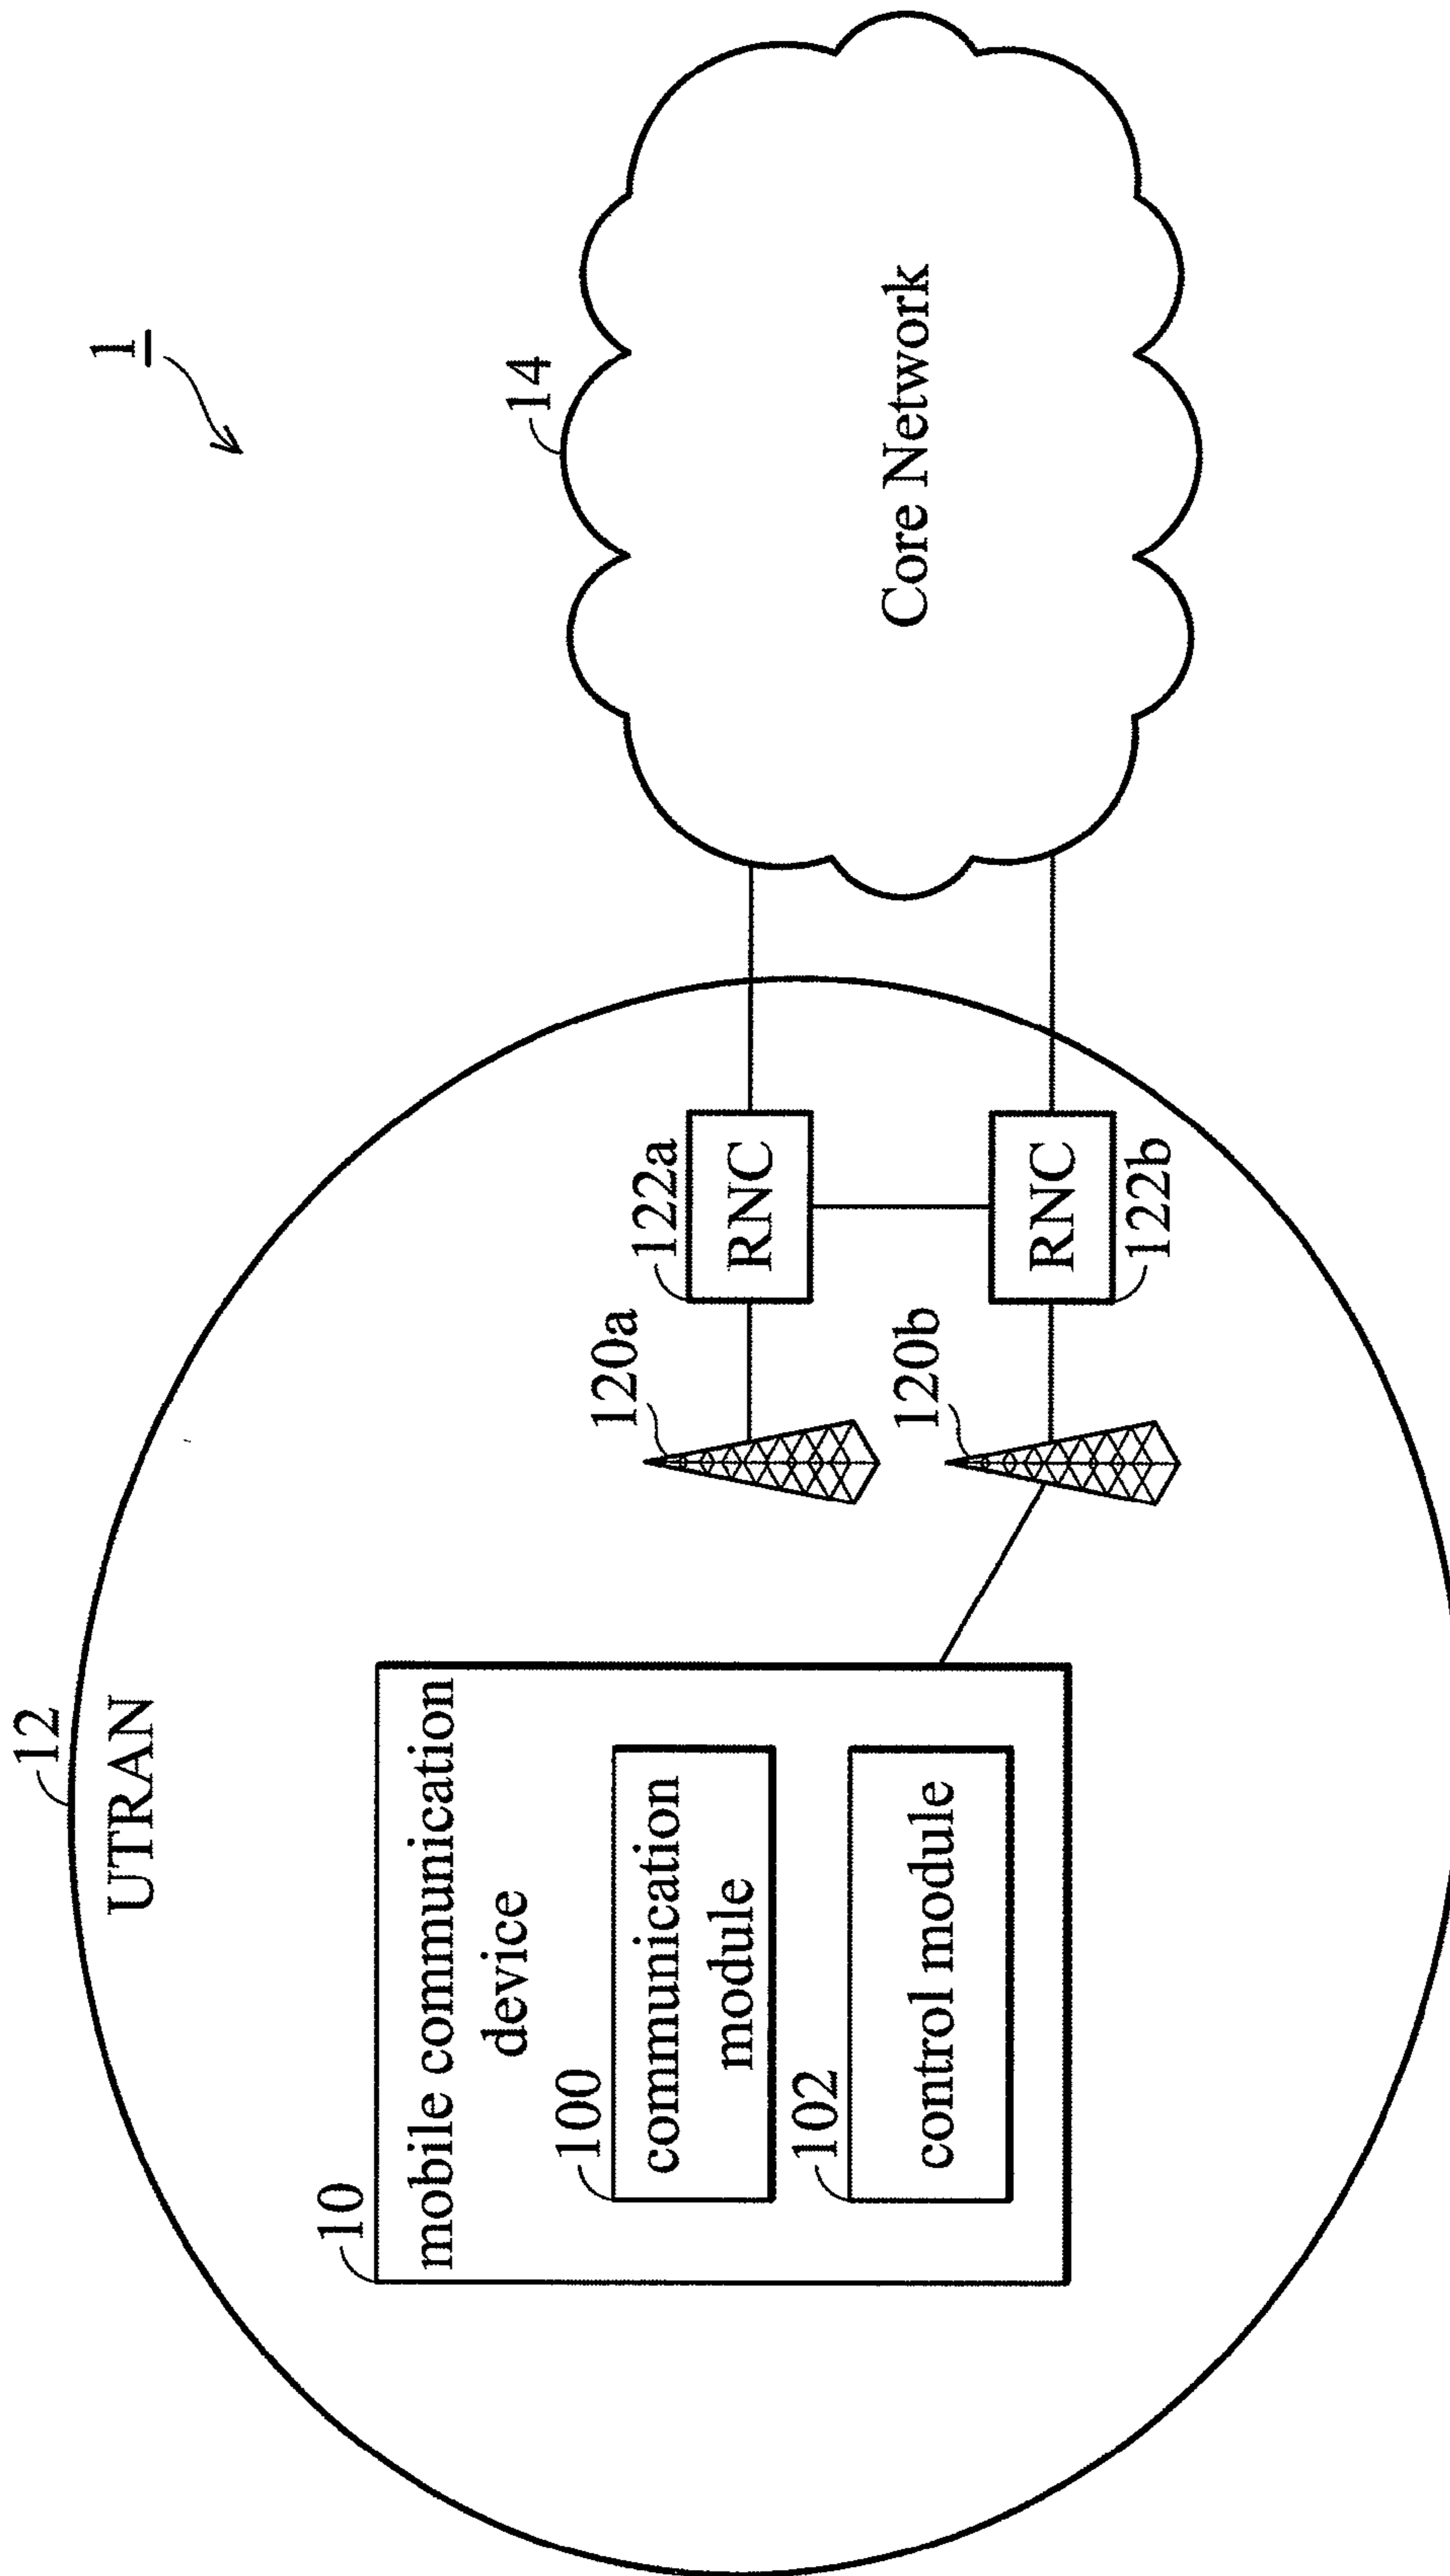 1
12
UTRAN
14
Core Network
10
mobile communication
device
100
communication
module
102
control module
120a
122a
RNC
120b
RNC
122b